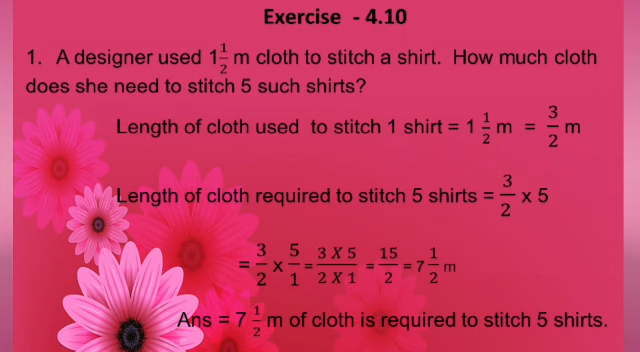 Exercise - 4.10
1. A designer used 1 1/2 m cloth to stitch a shirt. How much cloth
does she need to stitch 5 such shirts?
Length of cloth used to stitch 1 shirt = 1 1/2 m = 3/2 m
Length of cloth required to stitch 5 shirts = 3/2 x 5
= 3/2 x 5/1 = 3 X 5/2 X 1 = 15/2 = 7 1/2 m
Ans = 7 1/2 m of cloth is required to stitch 5 shirts.